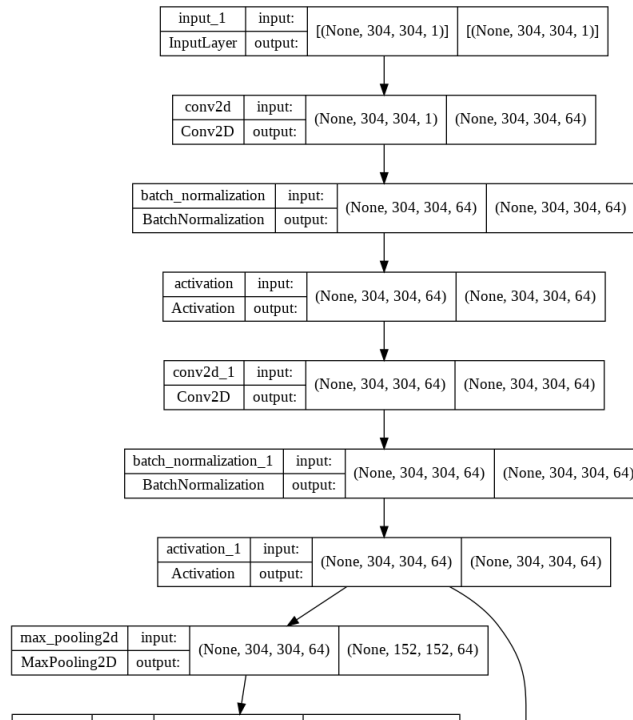 input_1 input: [(None, 304, 304, 1)] [(None, 304, 304, 1)]
InputLayer output:
conv2d input: (None, 304, 304, 1) (None, 304, 304, 64)
Conv2D output:
batch_normalization input: (None, 304, 304, 64) (None, 304, 304, 64)
BatchNormalization output:
activation input: (None, 304, 304, 64) (None, 304, 304, 64)
Activation output:
conv2d_1 input: (None, 304, 304, 64) (None, 304, 304, 64)
Conv2D output:
batch_normalization_1 input: (None, 304, 304, 64) (None, 304, 304, 64)
BatchNormalization output:
activation_1 input: (None, 304, 304, 64) (None, 304, 304, 64)
Activation output:
max_pooling2d input: (None, 304, 304, 64) (None, 152, 152, 64)
MaxPooling2D output: